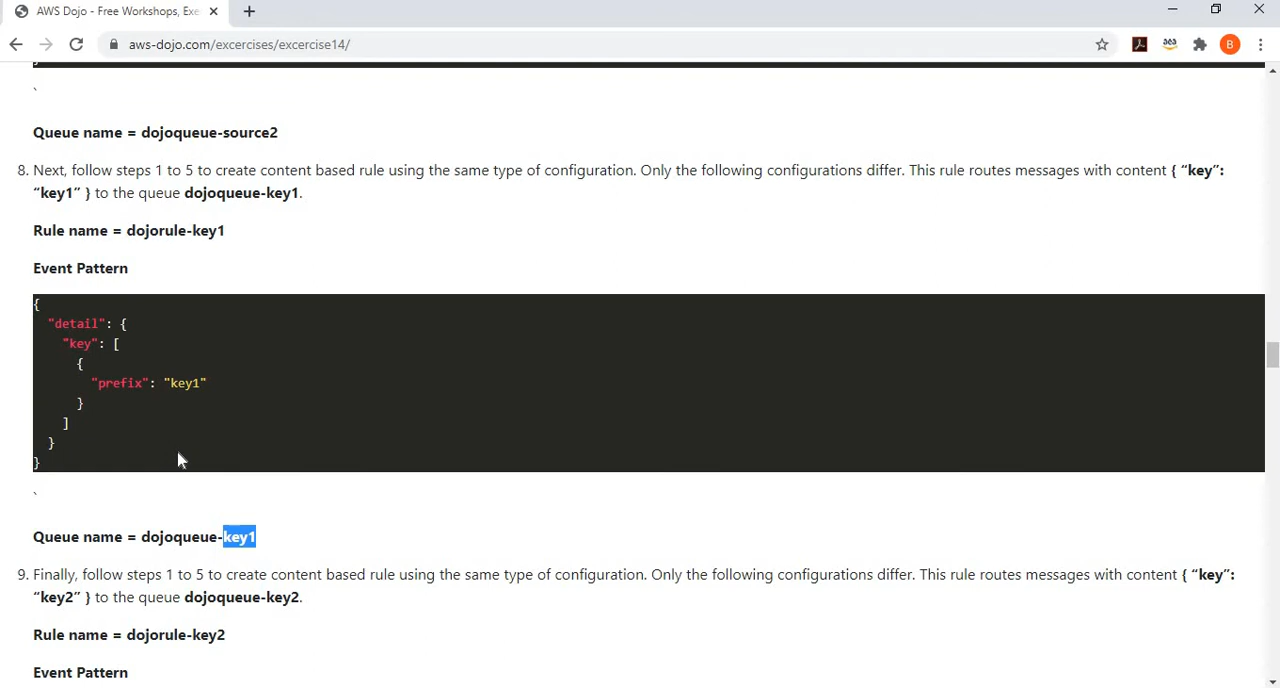 AWS Dojo - Free Workshops, Exe
aws-dojo.com/excercises/excercise14/
B
`
Queue name = dojoqueue-source2
8. Next, follow steps 1 to 5 to create content based rule using the same type of configuration. Only the following configurations differ. This rule routes messages with content { “key”:
“key1” } to the queue dojoqueue-key1.
Rule name = dojorule-key1
Event Pattern
{
"detail": {
"key": [
{
"prefix": "key1"
}
]
}
}
`
Queue name = dojoqueue-key1
9. Finally, follow steps 1 to 5 to create content based rule using the same type of configuration. Only the following configurations differ. This rule routes messages with content { “key”:
“key2” } to the queue dojoqueue-key2.
Rule name = dojorule-key2
Event Pattern